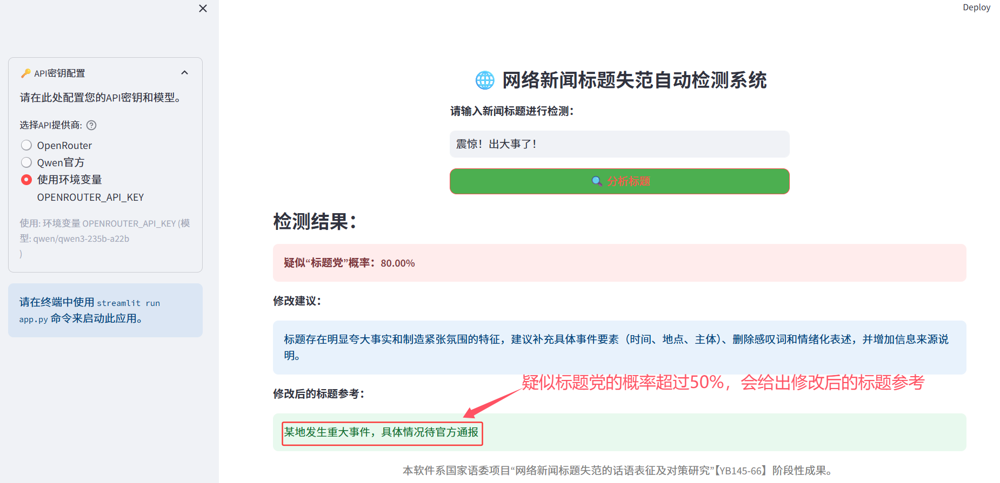 Deploy
API密钥配置
请在此处配置您的API密钥和模型。
选择API提供商:
OpenRouter
Qwen官方
使用环境变量
OPENROUTER_API_KEY
使用: 环境变量 OPENROUTER_API_KEY (模
型: qwen/qwen3-235b-a22b
)
请在终端中使用 streamlit run
app.py 命令来启动此应用。
网络新闻标题失范自动检测系统
请输入新闻标题进行检测：
震惊！出大事了！
分析标题
检测结果：
疑似“标题党”概率：80.00%
修改建议：
标题存在明显夸大事实和制造紧张氛围的特征，建议补充具体事件要素（时间、地点、主体）、删除感叹词和情绪化表述，并增加信息来源说
明。
疑似标题党的概率超过50%，会给出修改后的标题参考
修改后的标题参考：
某地发生重大事件，具体情况待官方通报
本软件系国家语委项目“网络新闻标题失范的话语表征及对策研究”【YB145-66】阶段性成果。